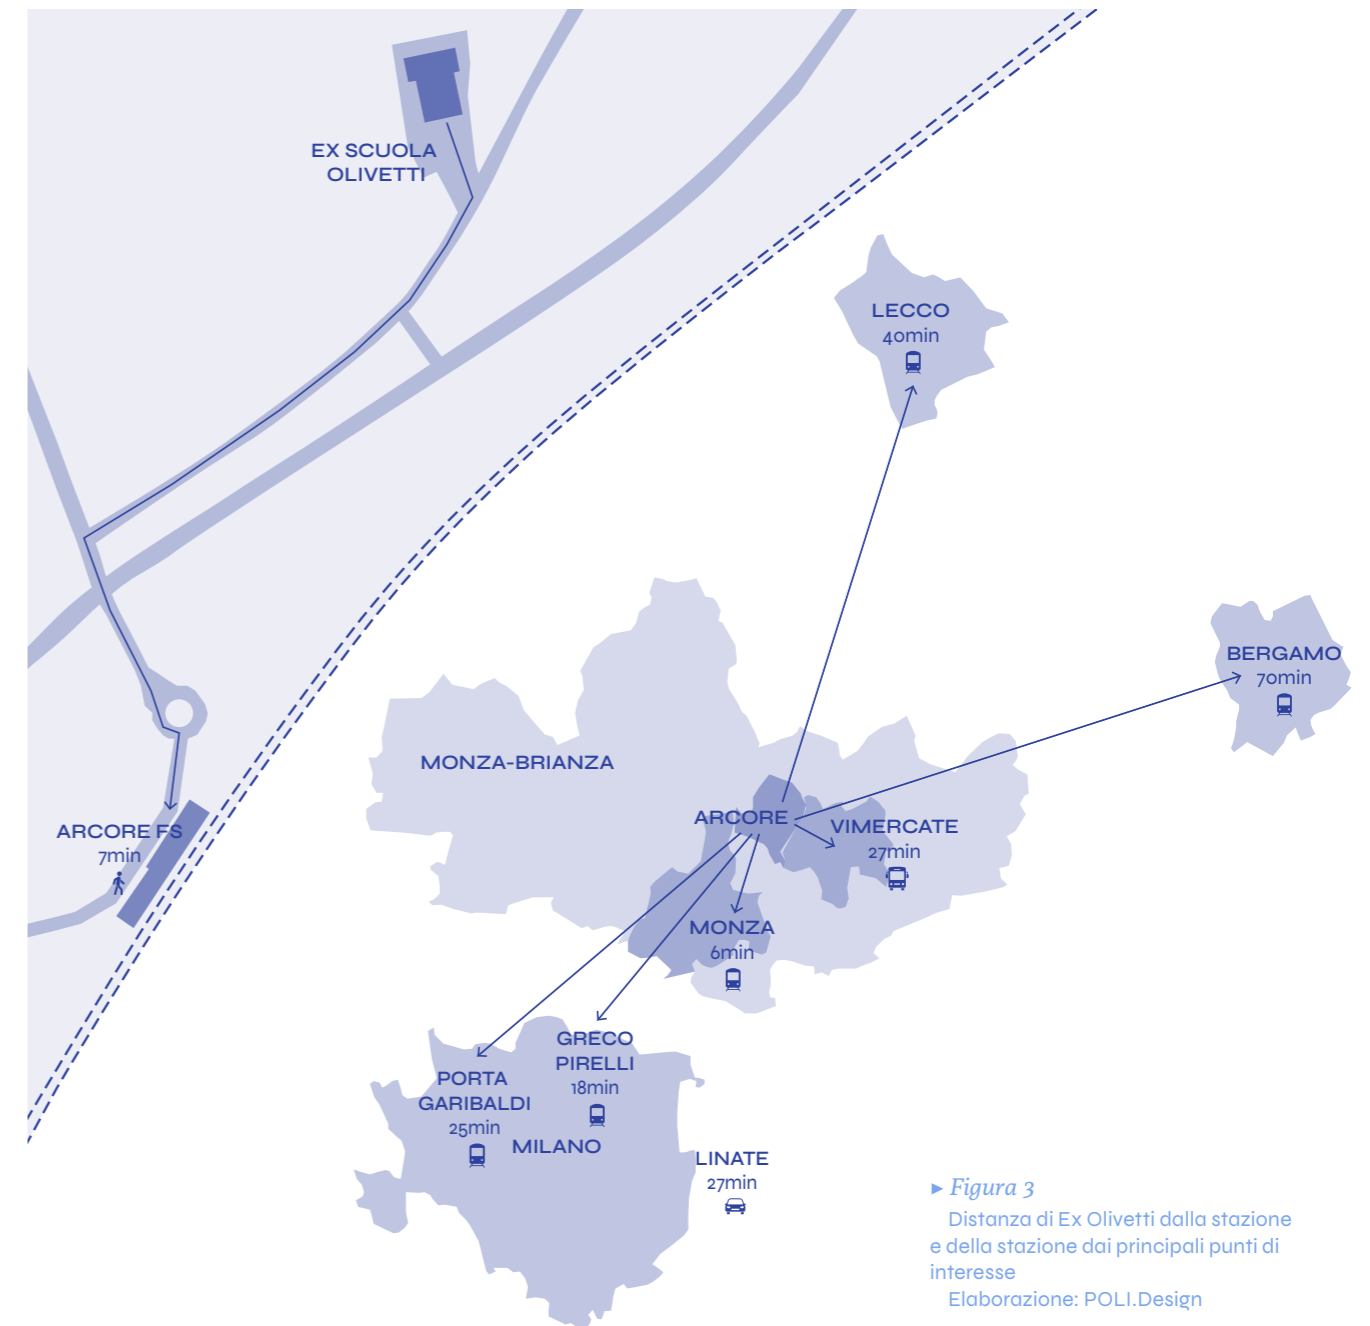 EX SCUOLA
OLIVETTI
LECCO
40min
BERGAMO
70min
MONZA-BRIANZA
ARCORE
VIMERCATE
27min
ARCORE FS
7min
MONZA
6min
GRECO
PIRELLI
18min
PORTA
GARIBALDI
25min
MILANO
LINATE
27min
► Figura 3
Distanza di Ex Olivetti dalla stazione
e della stazione dai principali punti di
interesse
Elaborazione: POLI.Design